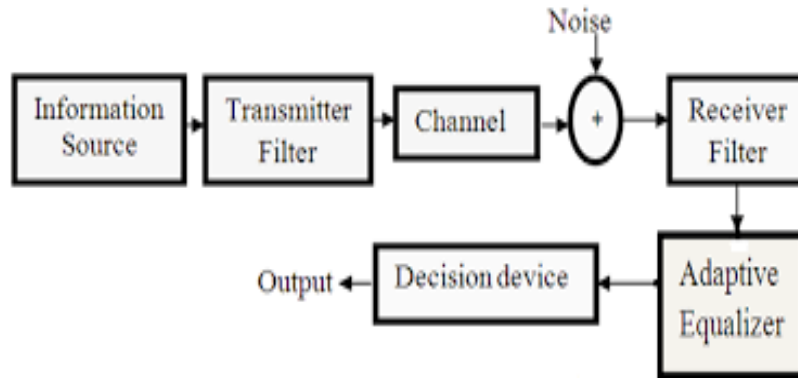 Noise
Information
Source
Transmitter
Filter
Channel
+
Receiver
Filter
Adaptive
Equalizer
Decision device
Output